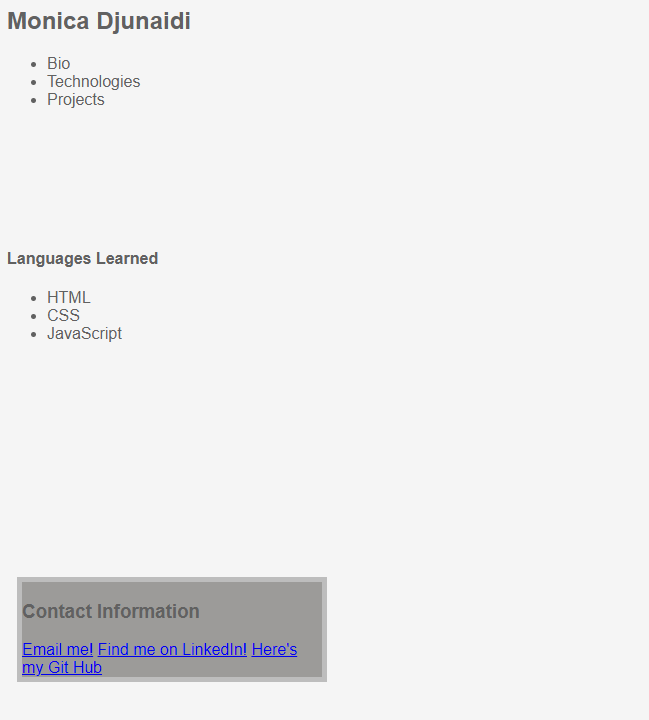 Monica Djunaidi
Bio
Technologies
Projects
Languages Learned
HTML
CSS
JavaScript
Contact Information
Email me! Find me on LinkedIn! Here's
my Git Hub